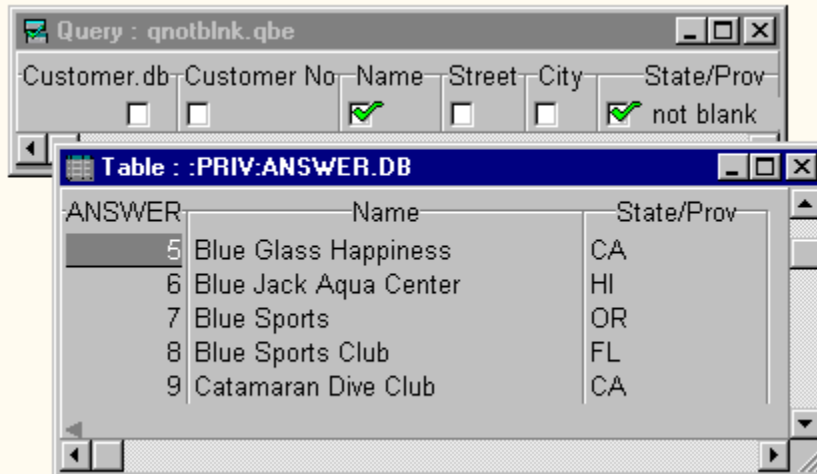 Query : qnotblnk.qbe
Customer.db Customer No Name Street City State/Prov
not blank
Table : :PRIV:ANSWER.DB
ANSWER Name State/Prov
5 Blue Glass Happiness CA
6 Blue Jack Aqua Center HI
7 Blue Sports OR
8 Blue Sports Club FL
9 Catamaran Dive Club CA